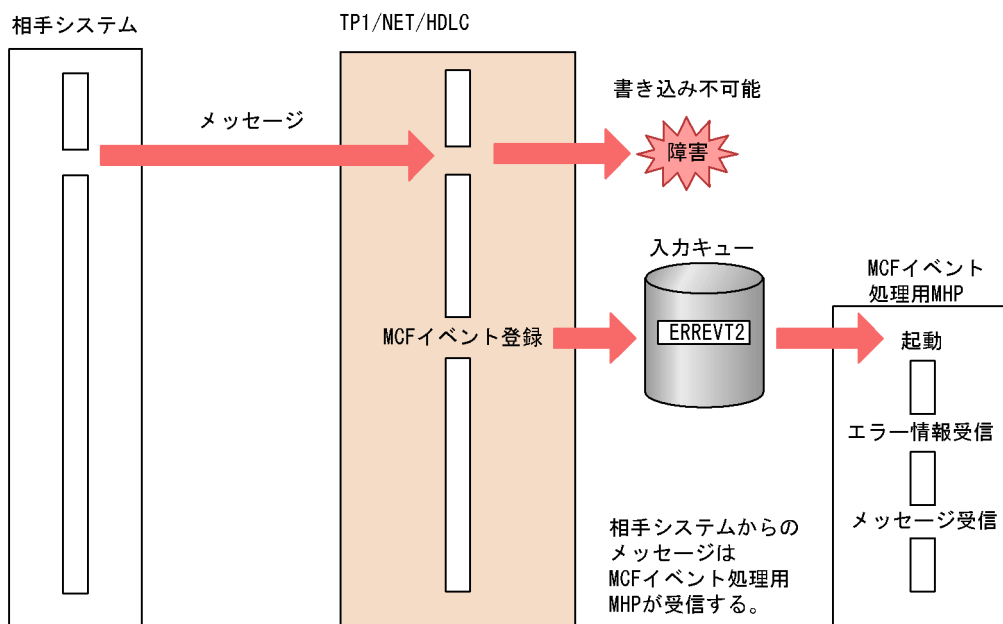 相手システム
TP1/NET/HDLC
メッセージ
書き込み不可能
障害
入力キュー
ERREVT2
MCFイベント登録
MCFイベント
処理用MHP
起動
エラー情報受信
メッセージ受信
相手システムからの
メッセージは
MCFイベント処理用
MHPが受信する。